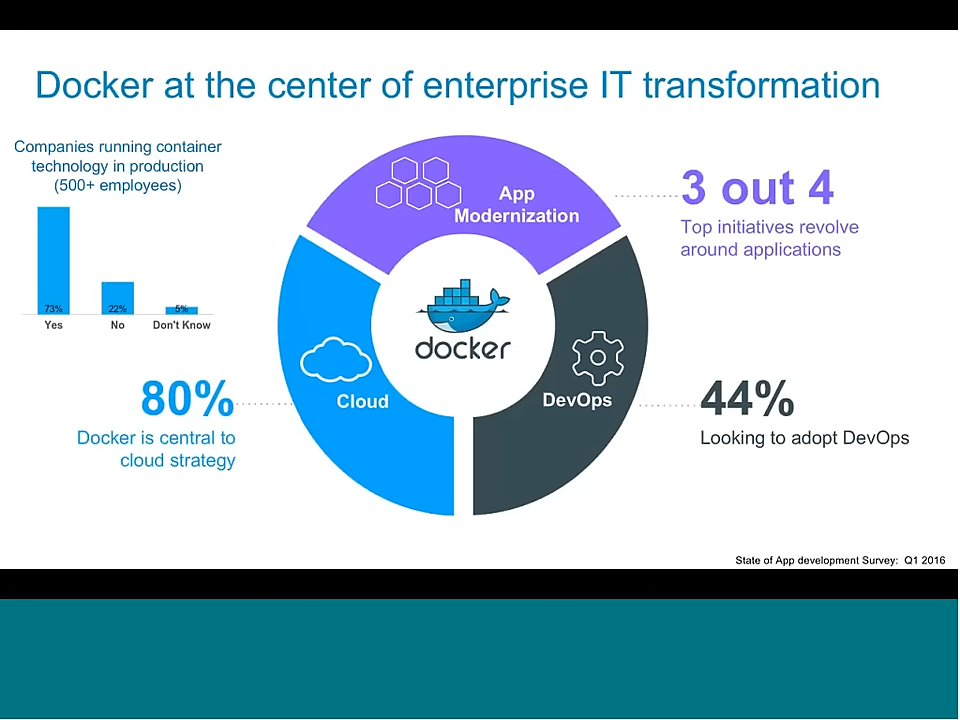 Docker at the center of enterprise IT transformation
Companies running container
technology in production
(500+ employees)
73%
22%
5%
Yes
No
Don't Know
App
Modernization
3 out 4
Top initiatives revolve
around applications
docker
Cloud
DevOps
80%
Docker is central to
cloud strategy
44%
Looking to adopt DevOps
State of App development Survey: Q1 2016